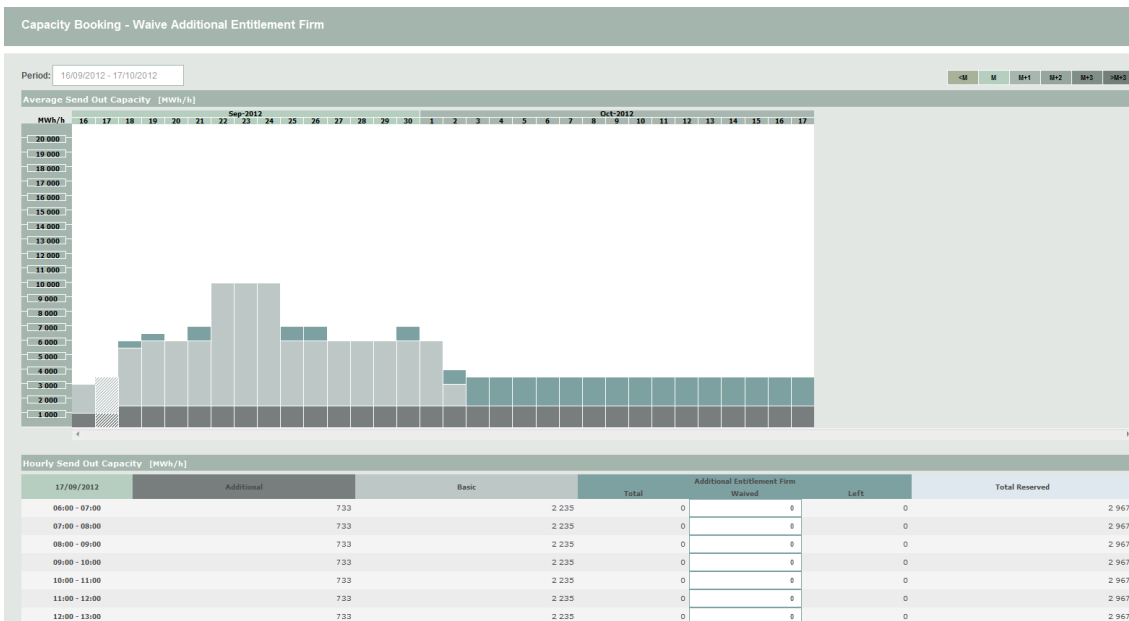 Capacity Booking - Waive Additional Entitlement Firm
Period: 16/09/2012 - 17/10/2012
<M M M+1 M+2 M+3 >M+3
Average Send Out Capacity [MWh/h]
Sep-2012 Oct-2012
MWh/h 16 17 18 19 20 21 22 23 24 25 26 27 28 29 30 1 2 3 4 5 6 7 8 9 10 11 12 13 14 15 16 17
20 000
19 000
18 000
17 000
16 000
15 000
14 000
13 000
12 000
11 000
10 000
9 000
8 000
7 000
6 000
5 000
4 000
3 000
2 000
1 000
Hourly Send Out Capacity [MWh/h]
17/09/2012 Additional Basic Additional Entitlement Firm Total Reserved
Total Waived Left
06:00 - 07:00 733 2 235 0 0 0 2 967
07:00 - 08:00 733 2 235 0 0 0 2 967
08:00 - 09:00 733 2 235 0 0 0 2 967
09:00 - 10:00 733 2 235 0 0 0 2 967
10:00 - 11:00 733 2 235 0 0 0 2 967
11:00 - 12:00 733 2 235 0 0 0 2 967
12:00 - 13:00 733 2 235 0 0 0 2 967